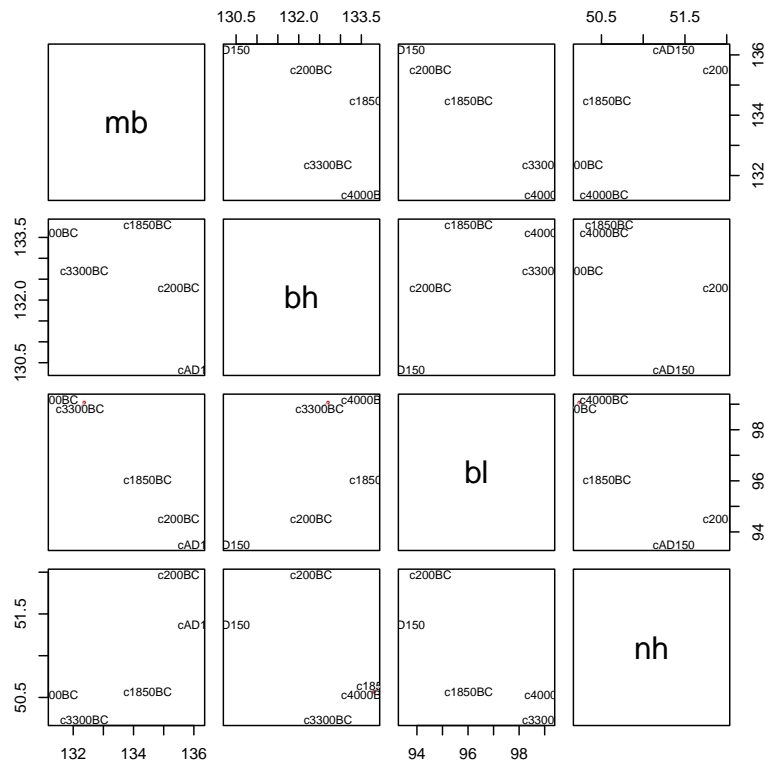 130.5 132.0 133.5 50.5 51.5
mb D150 c200BC c1850 c3300BC c4000B D150 c200BC c1850BC c3300 c4000 cAD150 c200 c1850BC 00BC c4000BC 132 134 136
130.5 132.0 133.5 00BC c1850BC c3300BC c200BC cAD1 bh c1850BC c4000 c3300 c200BC D150 c1850BC c4000BC 00BC c200 cAD150
00BC c3300BC c1850BC c200BC cAD1 c4000B c3300BC c1850 c200BC D150 bl c4000BC 0BC c1850BC c200 cAD150 94 96 98
50.5 51.5 c200BC cAD1 00BC c1850BC c3300BC c200BC D150 c185 c4000B c3300BC c200BC D150 c1850BC c4000 c3300 nh
132 134 136 94 96 98